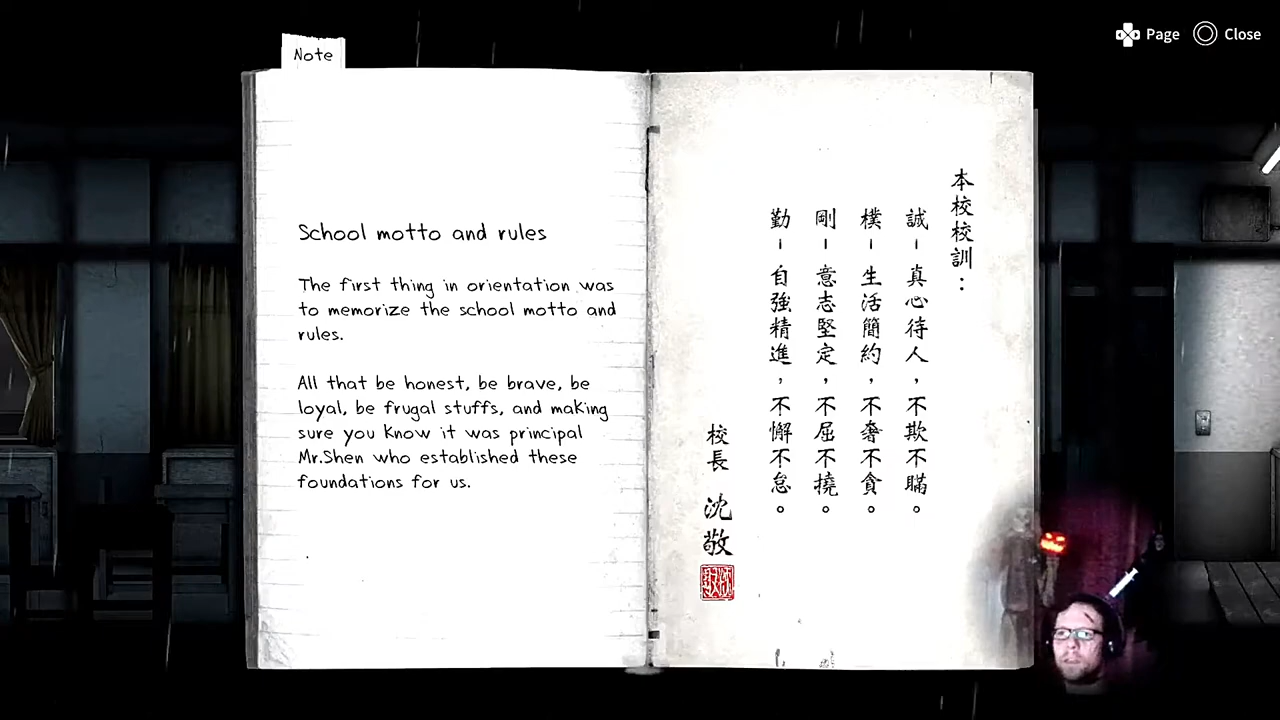 Note
Page
Close
School motto and rules
The first thing in orientation was
to memorize the school motto and
rules.
All that be honest, be brave, be
loyal, be frugal stuffs, and making
sure you know it was principal
Mr.Shen who established these
foundations for us.
本校校訓：
誠-真心待人，不欺不瞞。
樸-生活簡約，不奢不貪。
剛-意志堅定，不屈不撓。
勤-自強精進，不懈不怠。
校長 沈敬